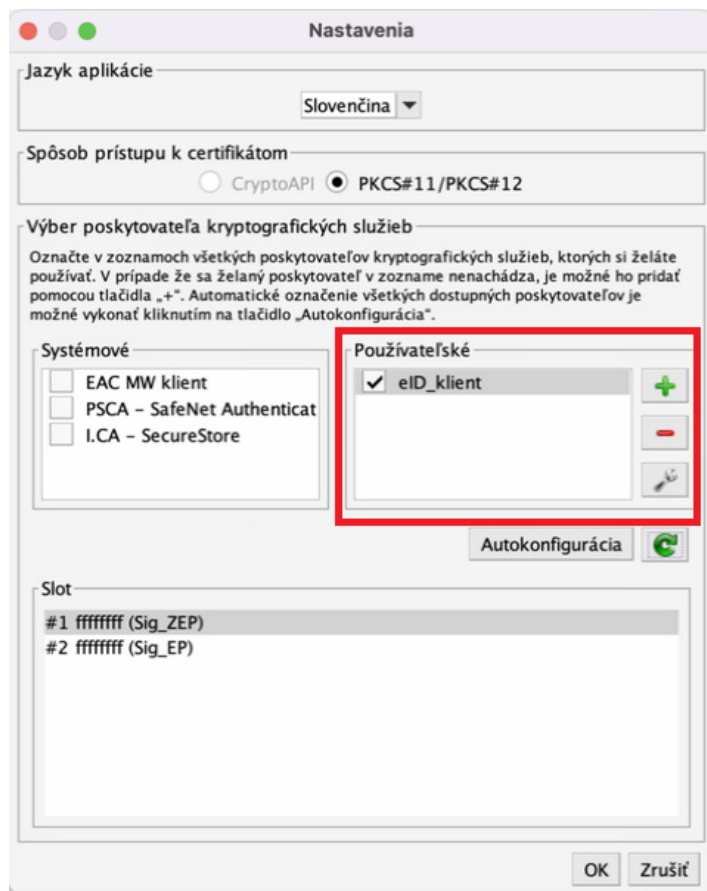 Nastavenia
Jazyk aplikácie
Slovenčina
Spôsob prístupu k certifikátom
CryptoAPI PKCS#11/PKCS#12
Výber poskytovateľa kryptografických služieb
Označte v zoznamoch všetkých poskytovateľov kryptografických služieb, ktorých si želáte
používať. V prípade že sa želaný poskytovateľ v zozname nenachádza, je možné ho pridať
pomocou tlačidla „+“. Automatické označenie všetkých dostupných poskytovateľov je
možné vykonať kliknutím na tlačidlo „Autokonfigurácia“.
Systémové
EAC MW klient
PSCA – SafeNet Authenticat
I.CA – SecureStore
Používateľské
eID_klient
Autokonfigurácia
Slot
#1 ffffffff (Sig_ZEP)
#2 ffffffff (Sig_EP)
OK Zrušiť